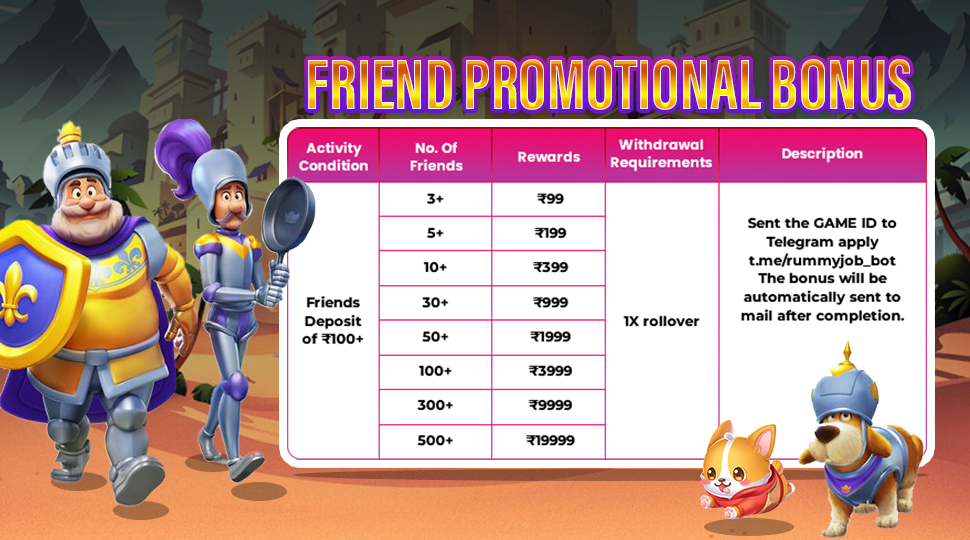 FRIEND PROMOTIONAL BONUS
Activity Condition No. Of Friends Rewards Withdrawal Requirements Description
3+ ₹99
5+ ₹199
10+ ₹399
30+ ₹999
50+ ₹1999
100+ ₹3999
300+ ₹9999
500+ ₹19999
Friends
Deposit
of ₹100+
1X rollover
Sent the GAME ID to
Telegram apply
t.me/rummyjob_bot
The bonus will be
automatically sent to
mail after completion.